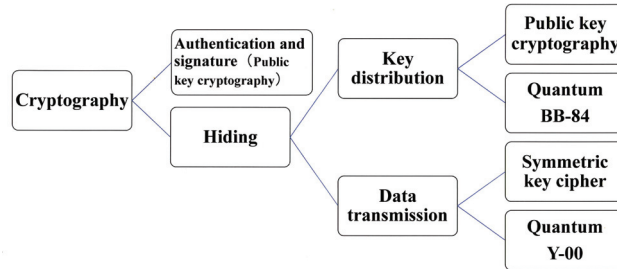 Cryptography
Authentication and
signature（Public
key cryptography）
Hiding
Key
distribution
Data
transmission
Public key
cryptography
Quantum
BB-84
Symmetric
key cipher
Quantum
Y-00